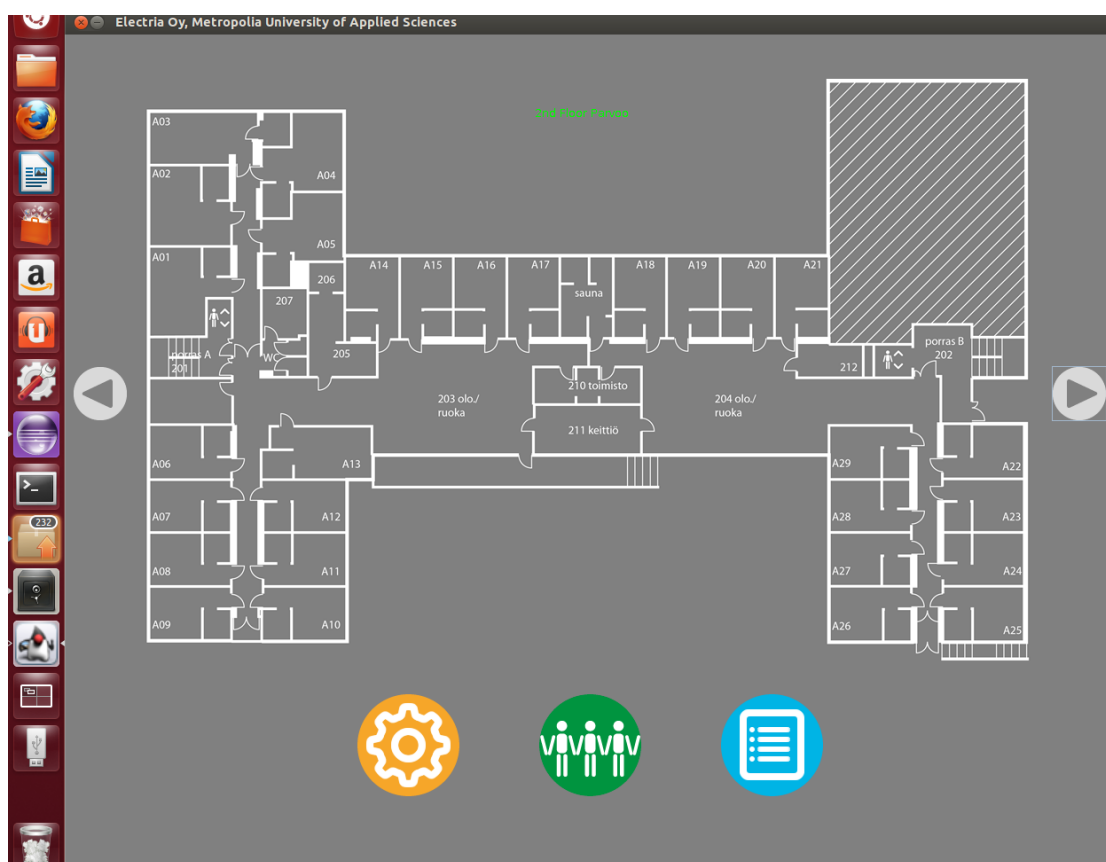 Electria Oy, Metropolia University of Applied Sciences
2nd Floor Parvaa
A03
A02
A04
A05
A01
206
207
A14
A15
A16
A17
sauna
A18
A19
A20
A21
porras A
201
WC
205
212
porras B
202
203 olo./
ruoka
210 toimisto
204 olo./
ruoka
211 keittiö
A06
A13
A29
A22
A07
A12
A28
A23
A08
A11
A27
A24
A09
A10
A26
A25
232
a
u
>_